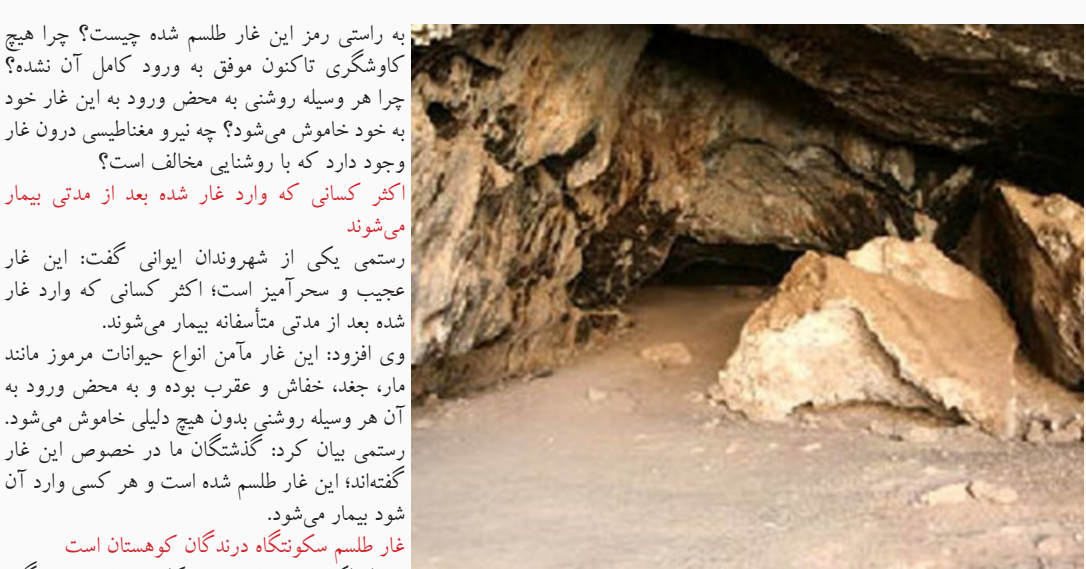 به راستی رمز این غار طلسم شده چیست؟ چرا هیچ
کاوشگری تاکنون موفق به ورود کامل آن نشده؟
چرا هر وسیله روشنی به محض ورود به این غار خود
به خود خاموش می‌شود؟ چه نیرو مغناطیسی درون غار
وجود دارد که با روشنایی مخالف است؟
اکثر کسانی که وارد غار شده بعد از مدتی بیمار
می‌شوند
رستمی یکی از شهروندان ایوانی گفت: این غار
عجیب و سحرآمیز است؛ اکثر کسانی که وارد غار
شده بعد از مدتی متأسفانه بیمار می‌شوند.
وی افزود: این غار مآمن انواع حیوانات مرموز مانند
مار، جغد، خفاش و عقرب بوده و به محض ورود به
آن هر وسیله روشنی بدون هیچ دلیلی خاموش می‌شود.
رستمی بیان کرد: گذشتگان ما در خصوص این غار
گفته‌اند؛ این غار طلسم شده است و هر کسی وارد آن
شود بیمار می‌شود.
غار طلسم سکونتگاه درندگان کوهستان است